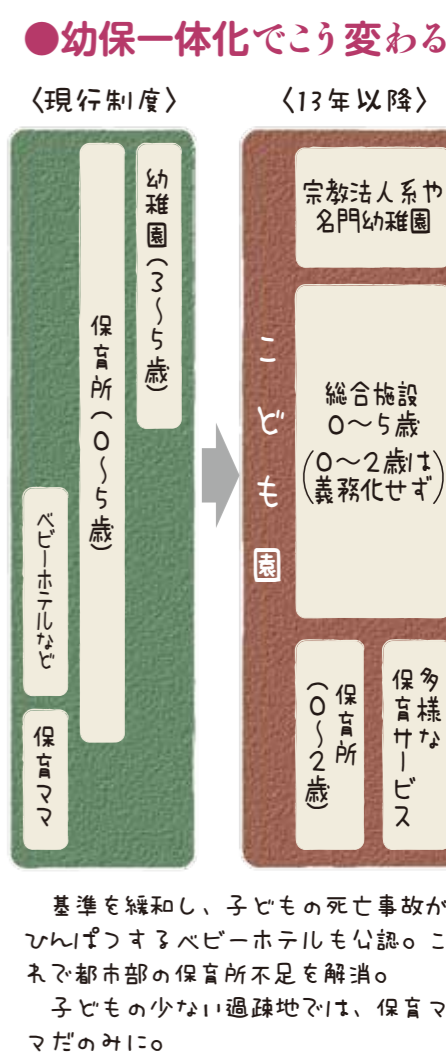 ●幼保一体化でこう変わる
〈現行制度〉
〈13年以降〉
幼稚園(3〜5歳)
保育所(0〜5歳)
ベビーホテルなど
保育ママ
こども園
宗教法人系や
名門幼稚園
総合施設
0〜5歳
(0〜2歳は
義務化せず)
保育所
(0〜2歳)
多様な
保育サービス
基準を緩和し、子どもの死亡事故が
ひんぱつするベビーホテルも公認。こ
れで都市部の保育所不足を解消。
子どもの少ない過疎地では、保育マ
マだのみに。